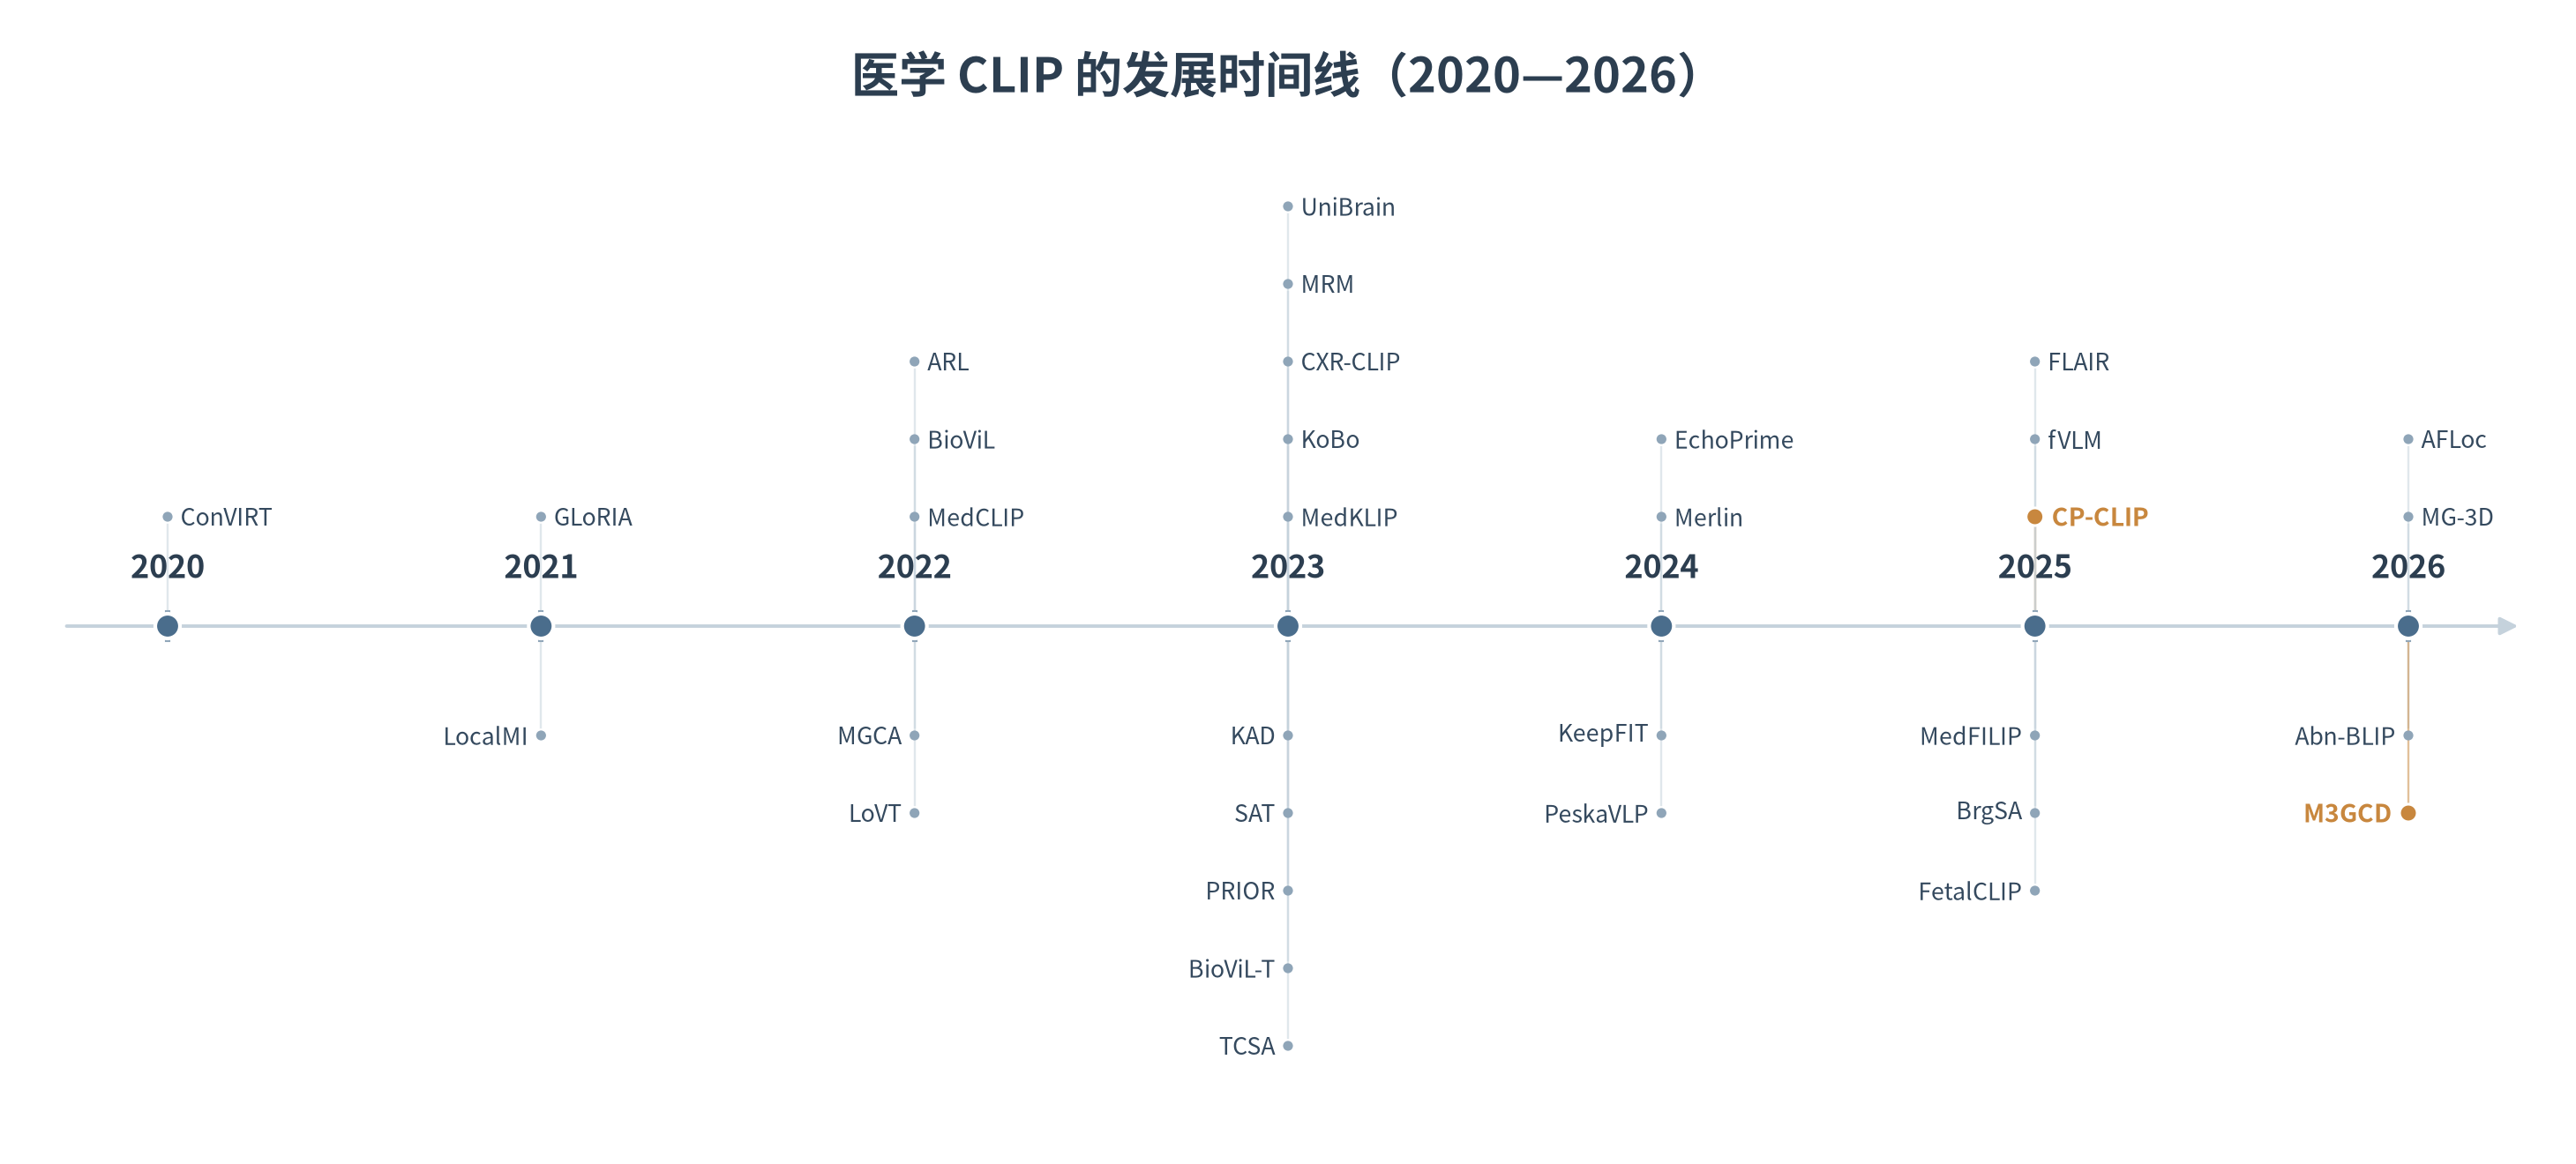 医学 CLIP 的发展时间线（2020—2026）
UniBrain
MRM
ARL
CXR-CLIP
FLAIR
BioViL
KoBo
EchoPrime
fVLM
AFLoc
ConVIRT
GLoRIA
MedCLIP
MedKLIP
Merlin
CP-CLIP
MG-3D
2020
2021
2022
2023
2024
2025
2026
LocalMI
MGCA
KAD
KeepFIT
MedFILIP
Abn-BLIP
LoVT
SAT
PeskaVLP
BrgSA
M3GCD
PRIOR
FetalCLIP
BioViL-T
TCSA